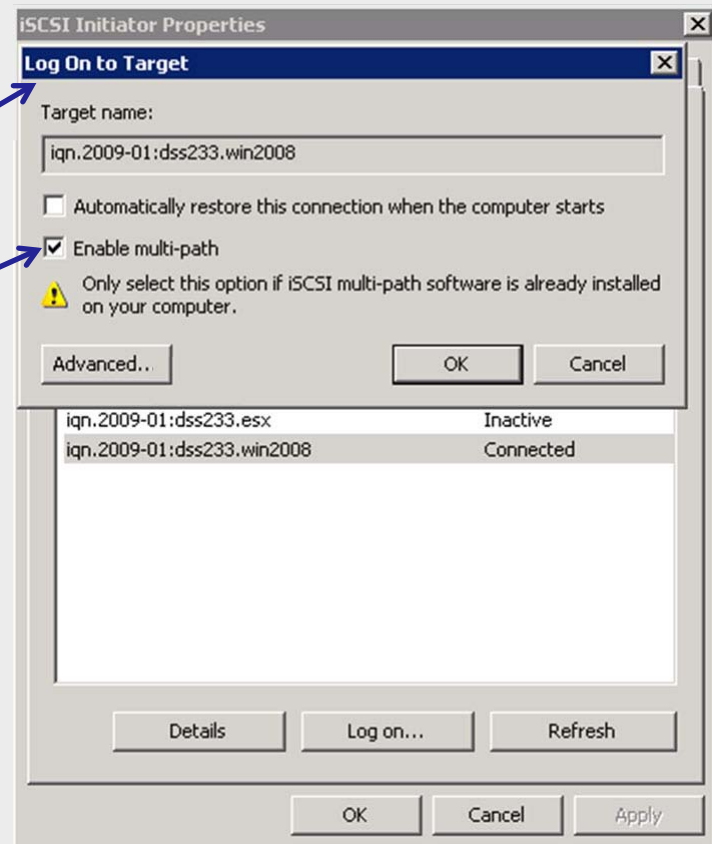 iSCSI Initiator Properties
Log On to Target
Target name:
iqn.2009-01:dss233.win2008
Automatically restore this connection when the computer starts
Enable multi-path
Only select this option if iSCSI multi-path software is already installed
on your computer.
Advanced...
OK
Cancel
iqn.2009-01:dss233.esx Inactive
iqn.2009-01:dss233.win2008 Connected
Details
Log on...
Refresh
OK
Cancel
Apply